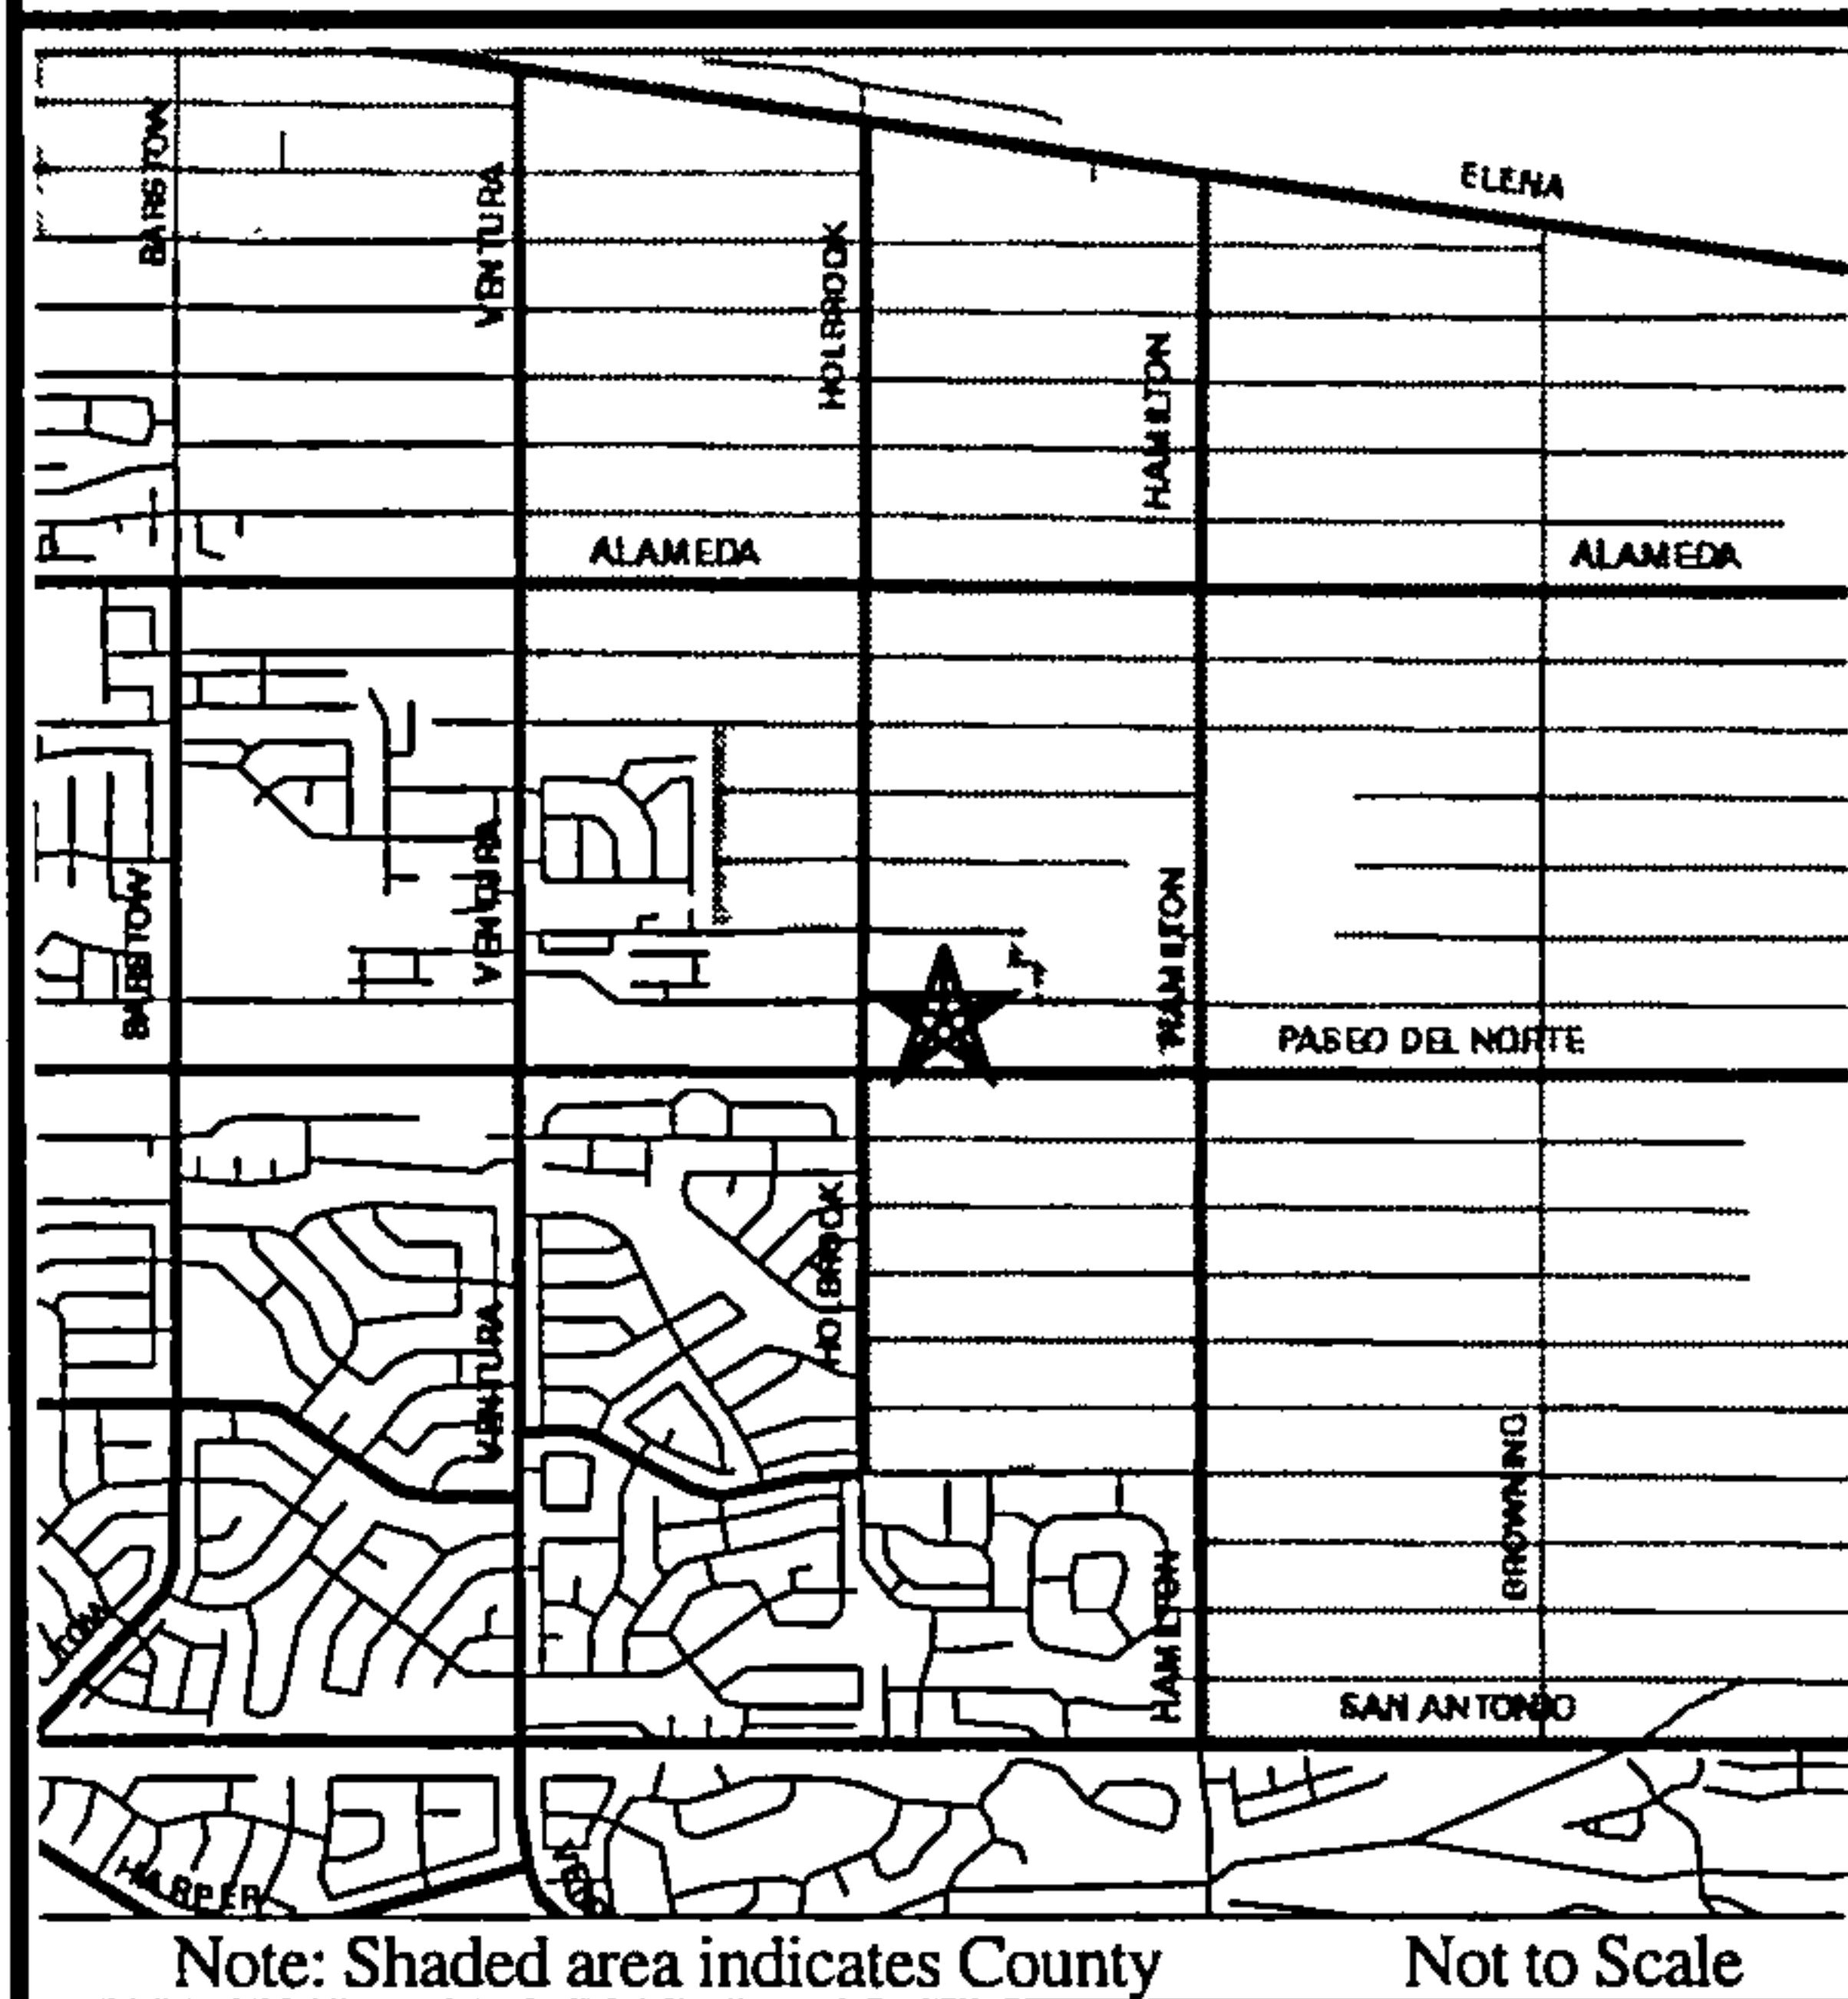 ELENA
BARSTOW
VENTURA
HOLBROOK
HAMILTON
ALAMEDA
ALAMEDA
VENTURA
BARSTOW
HAMILTON
PASEO DEL NORTE
HOLBROOK
VENTURA
BROWNING
HAMILTON
TOW
SAN ANTONIO
HARPER
Note: Shaded area indicates County
Not to Scale